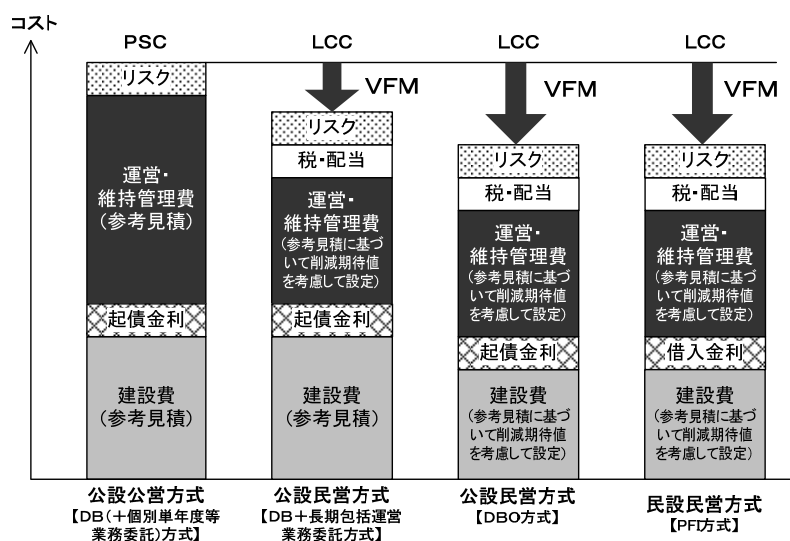 コスト
PSC
リスク
運営・
維持管理費
(参考見積)
起債金利
建設費
(参考見積)
公設公営方式
【DB(+個別単年度等
業務委託)方式】
LCC
VFM
リスク
税・配当
運営・
維持管理費
(参考見積に基づ
いて削減期待値
を考慮して設定)
起債金利
建設費
(参考見積)
公設民営方式
【DB+長期包括運営
業務委託方式】
LCC
VFM
リスク
税・配当
運営・
維持管理費
(参考見積に基づ
いて削減期待値
を考慮して設定)
起債金利
建設費
(参考見積に基づ
いて削減期待値
を考慮して設定)
公設民営方式
【DBO方式】
LCC
VFM
リスク
税・配当
運営・
維持管理費
(参考見積に基づ
いて削減期待値
を考慮して設定)
借入金利
建設費
(参考見積に基づ
いて削減期待値
を考慮して設定)
民設民営方式
【PFI方式】